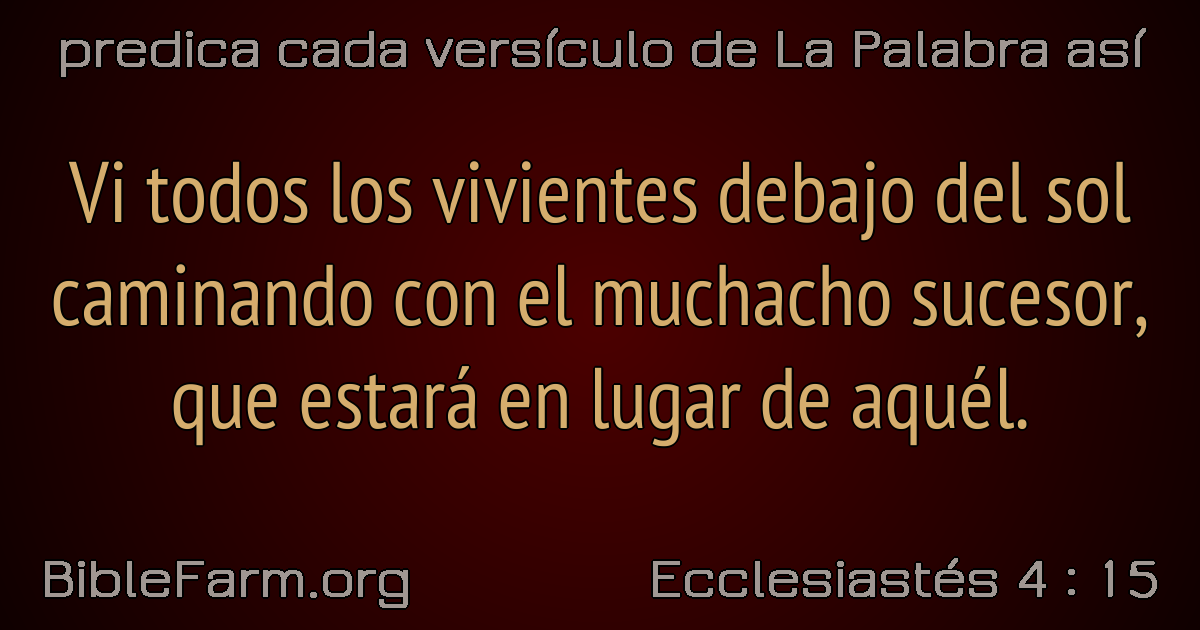 predica cada versículo de La Palabra así
Vi todos los vivientes debajo del sol
caminando con el muchacho sucesor,
que estará en lugar de aquél.
BibleFarm.org
Ecclesiastés 4 : 15